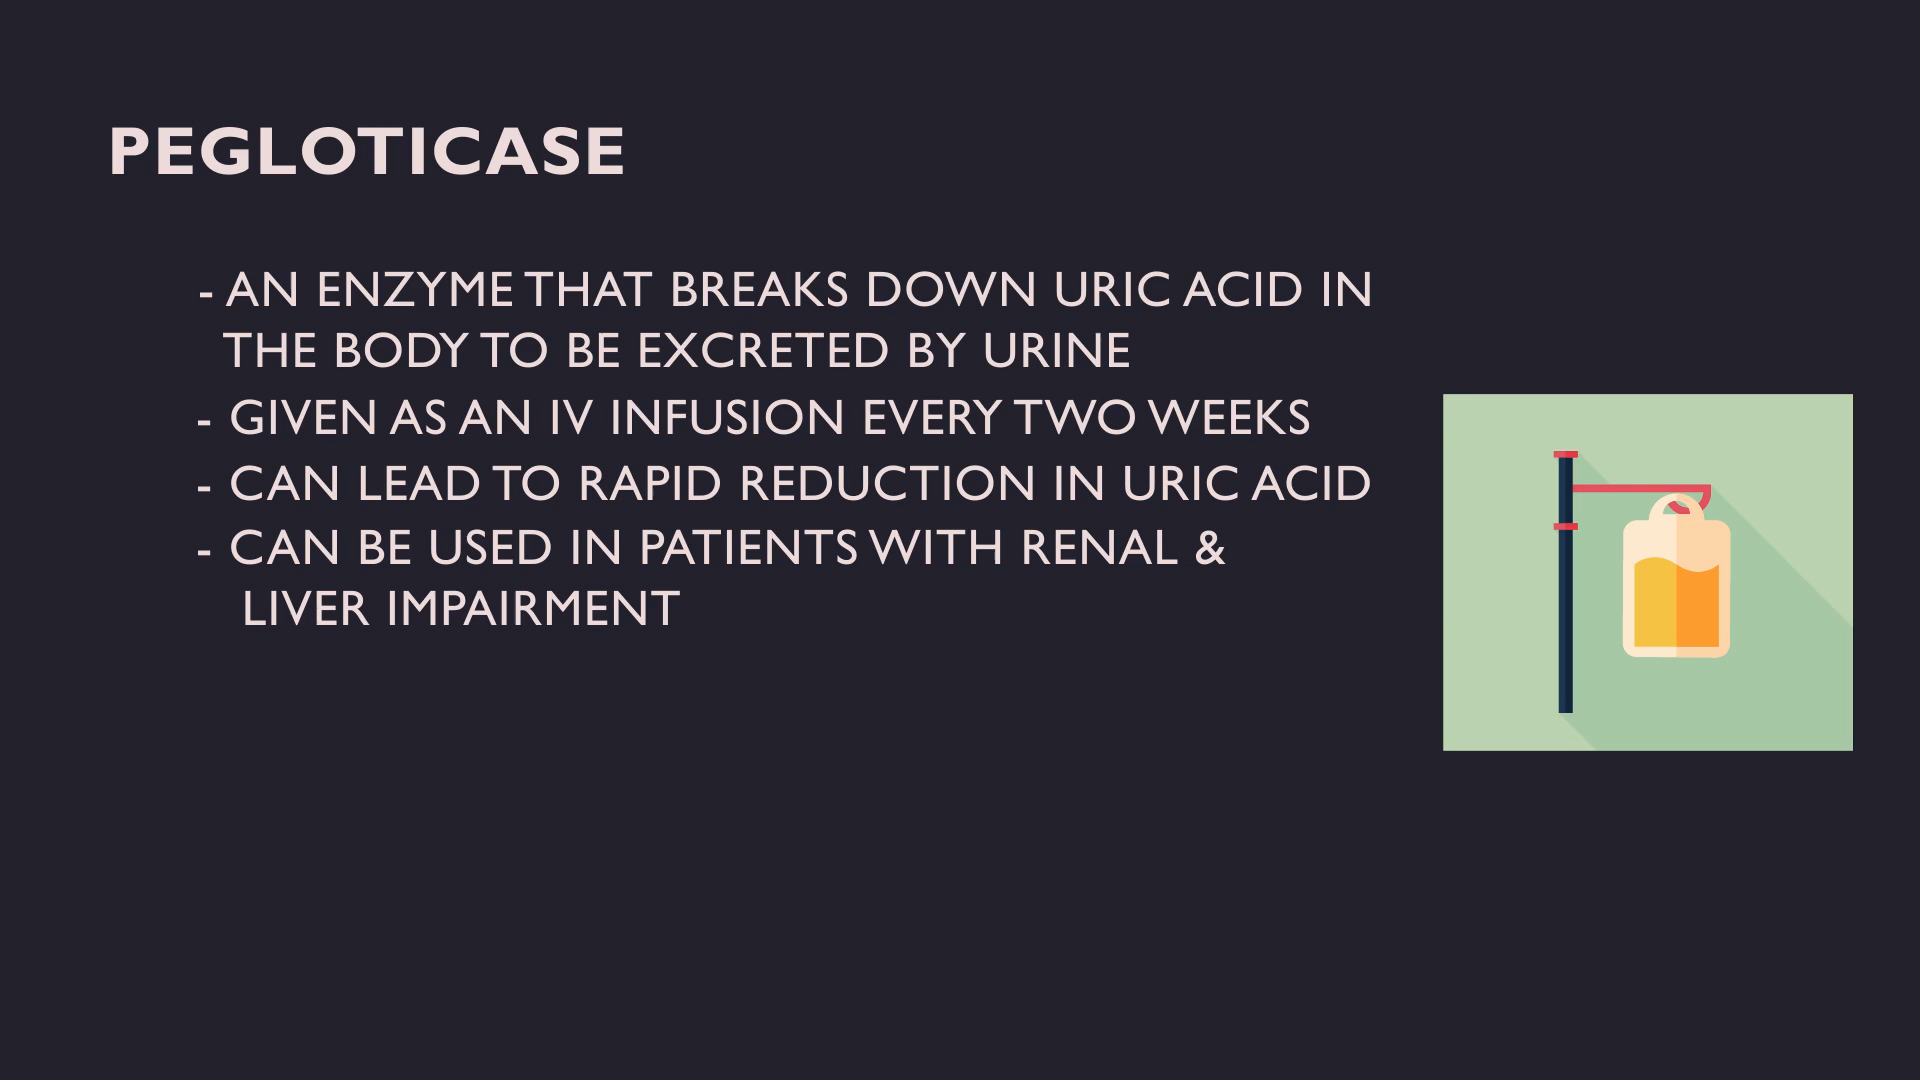 PEGLOTICASE
- AN ENZYME THAT BREAKS DOWN URIC ACID IN
THE BODY TO BE EXCRETED BY URINE
- GIVEN AS AN IV INFUSION EVERY TWO WEEKS
- CAN LEAD TO RAPID REDUCTION IN URIC ACID
- CAN BE USED IN PATIENTS WITH RENAL &
LIVER IMPAIRMENT